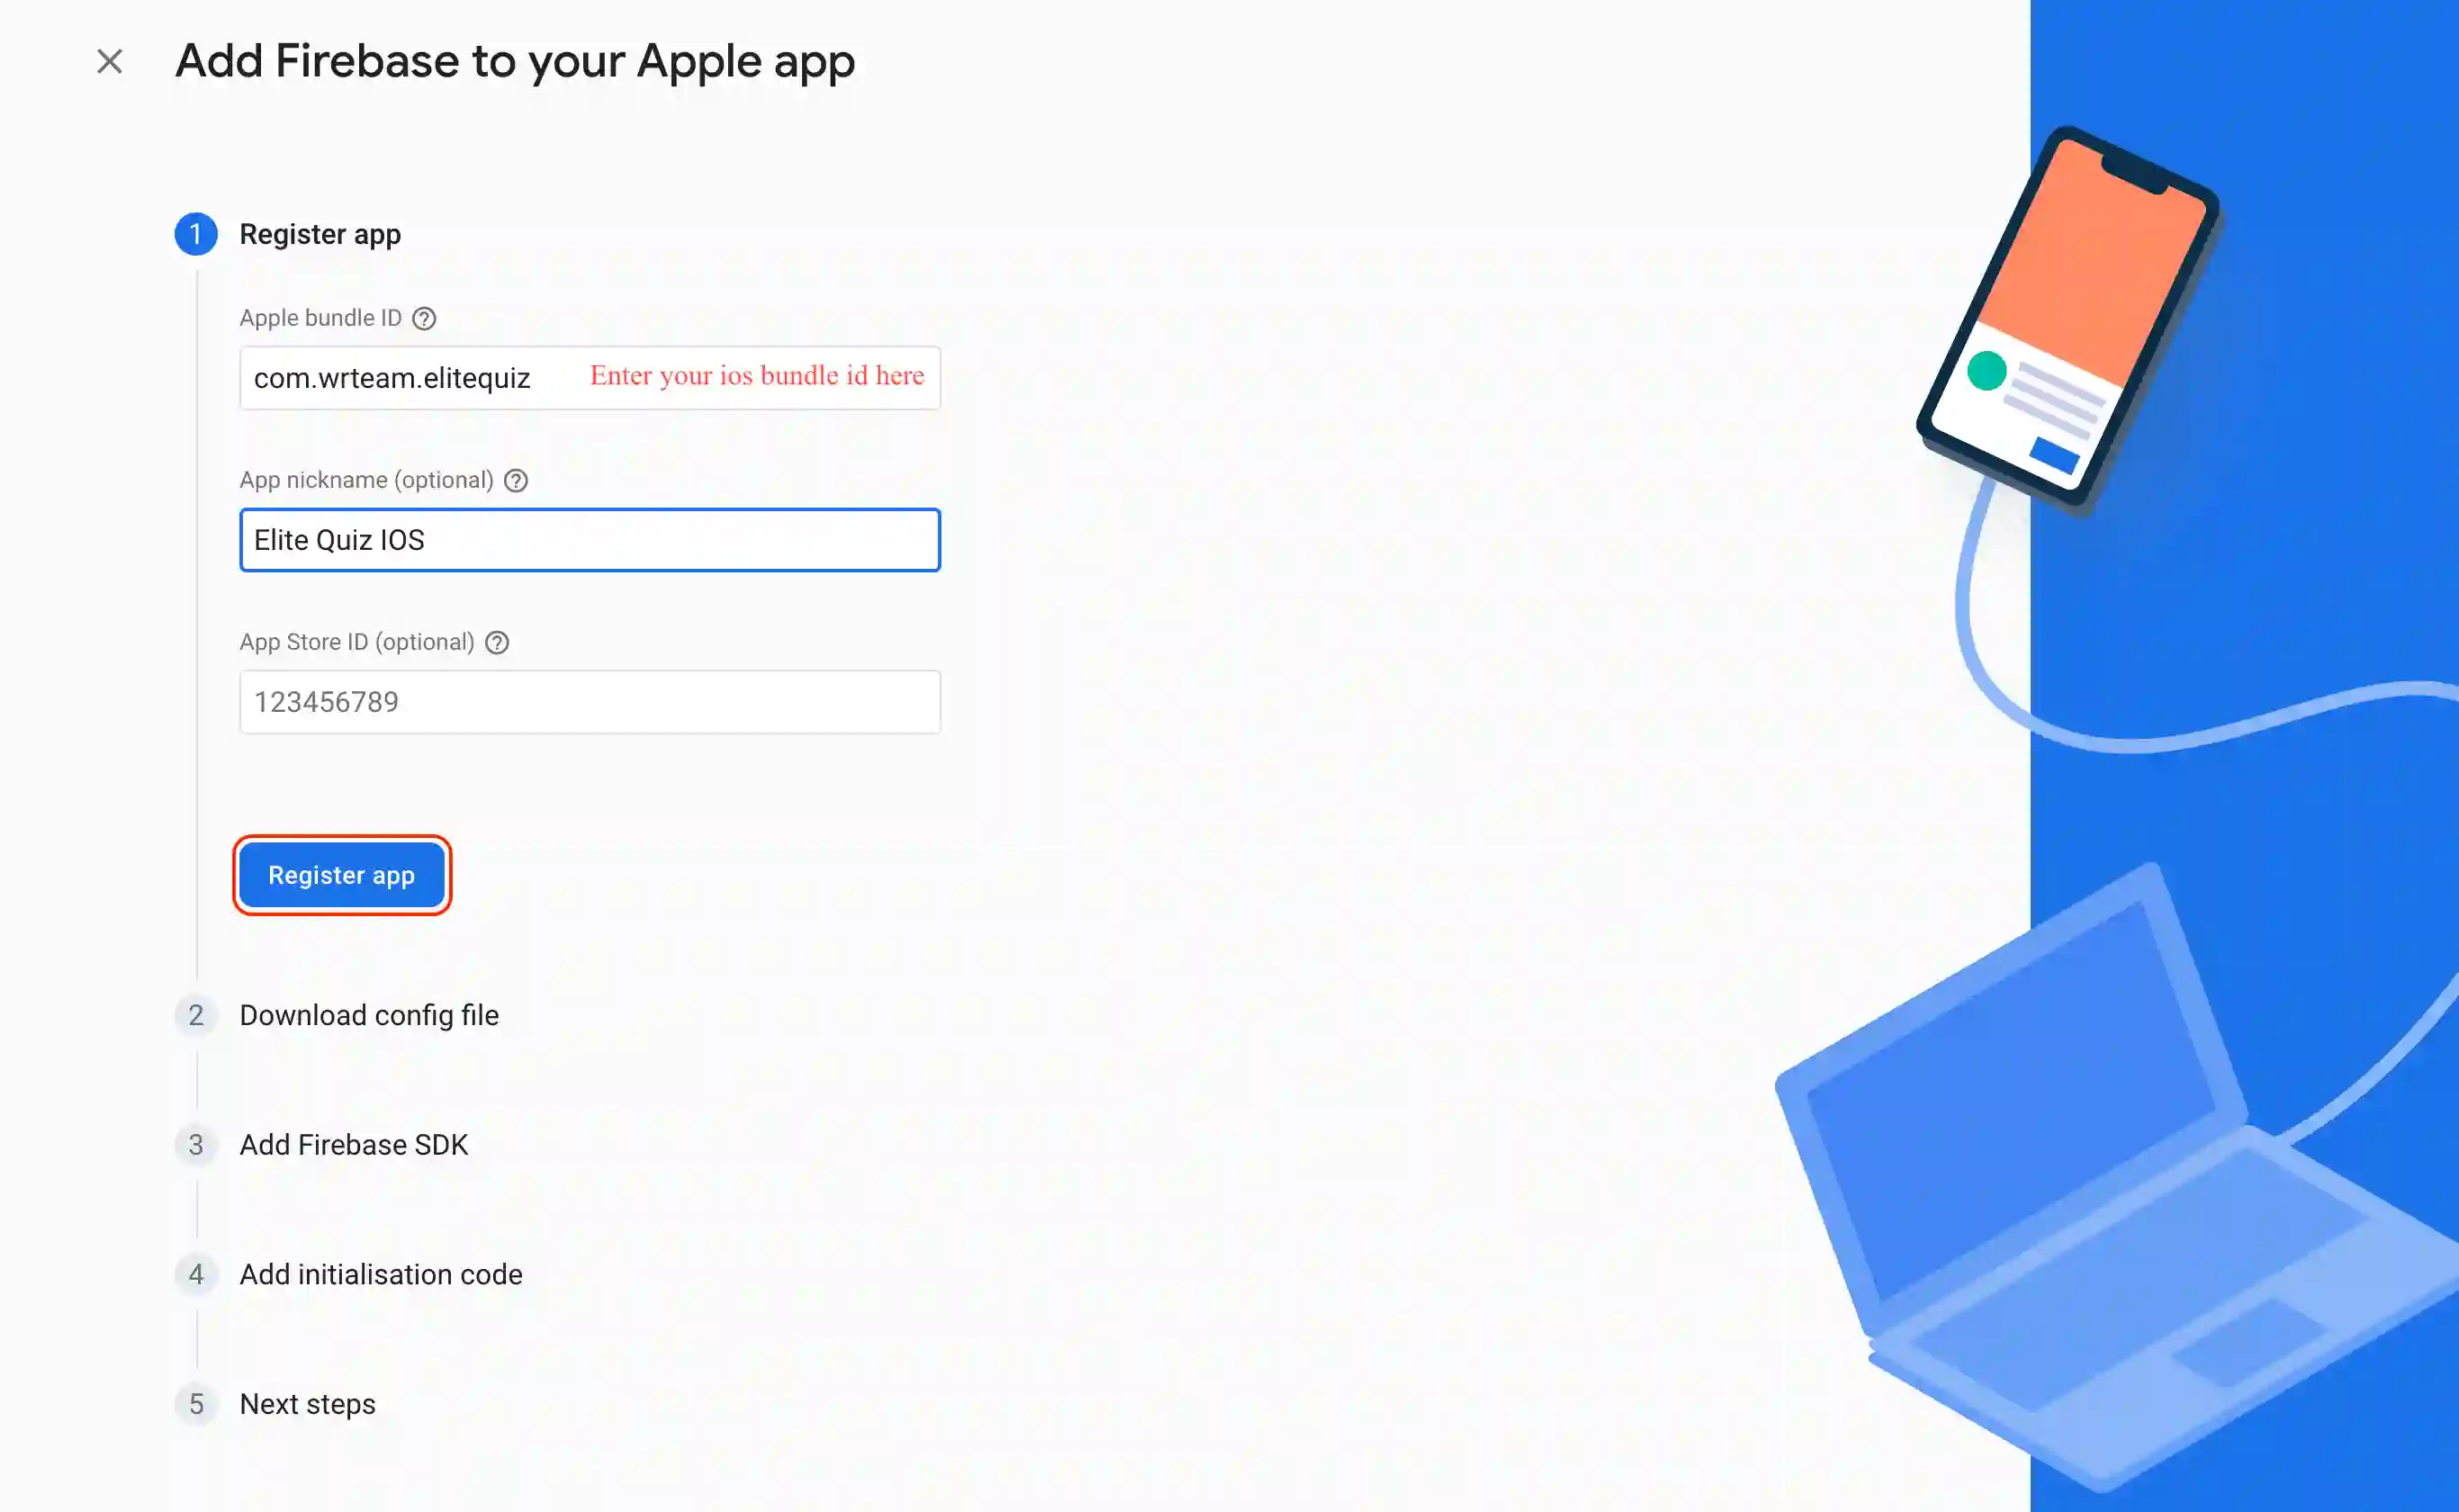 Add Firebase to your Apple app
1 Register app
Apple bundle ID ?
com.wrteam.elitequiz Enter your ios bundle id here
App nickname (optional) ?
Elite Quiz IOS
App Store ID (optional) ?
123456789
Register app
2 Download config file
3 Add Firebase SDK
4 Add initialisation code
5 Next steps